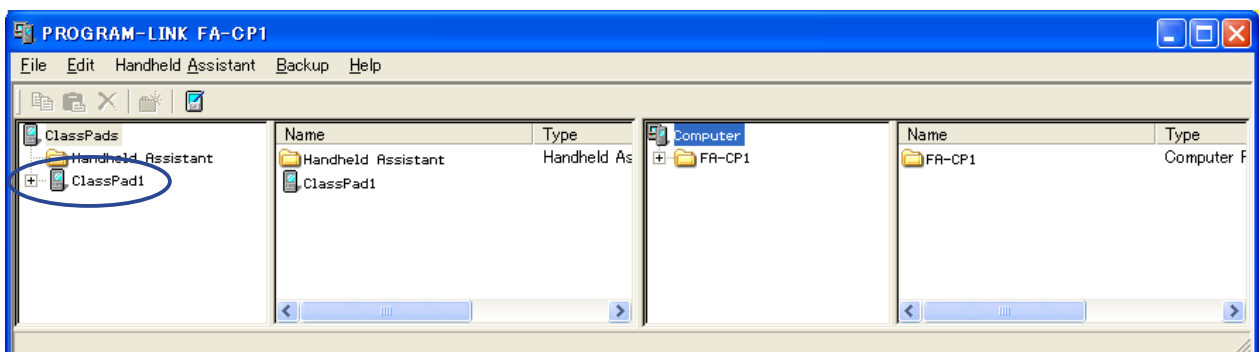 PROGRAM-LINK FA-CP1
File Edit Handheld Assistant Backup Help
ClassPads Name Type Computer Name Type
Handheld Assistant Handheld Assistant Handheld As FA-CP1 FA-CP1 Computer F
ClassPad1 ClassPad1